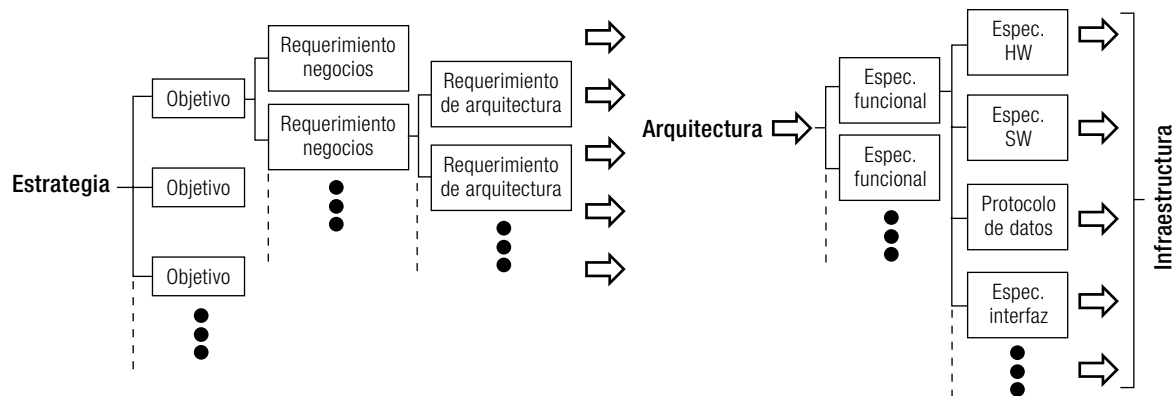 Estrategia
Objetivo
Objetivo
Objetivo
Requerimiento
negocios
Requerimiento
negocios
Requerimiento
de arquitectura
Requerimiento
de arquitectura
Arquitectura
Espec.
funcional
Espec.
funcional
Espec.
HW
Espec.
SW
Protocolo
de datos
Espec.
interfaz
Infraestructura